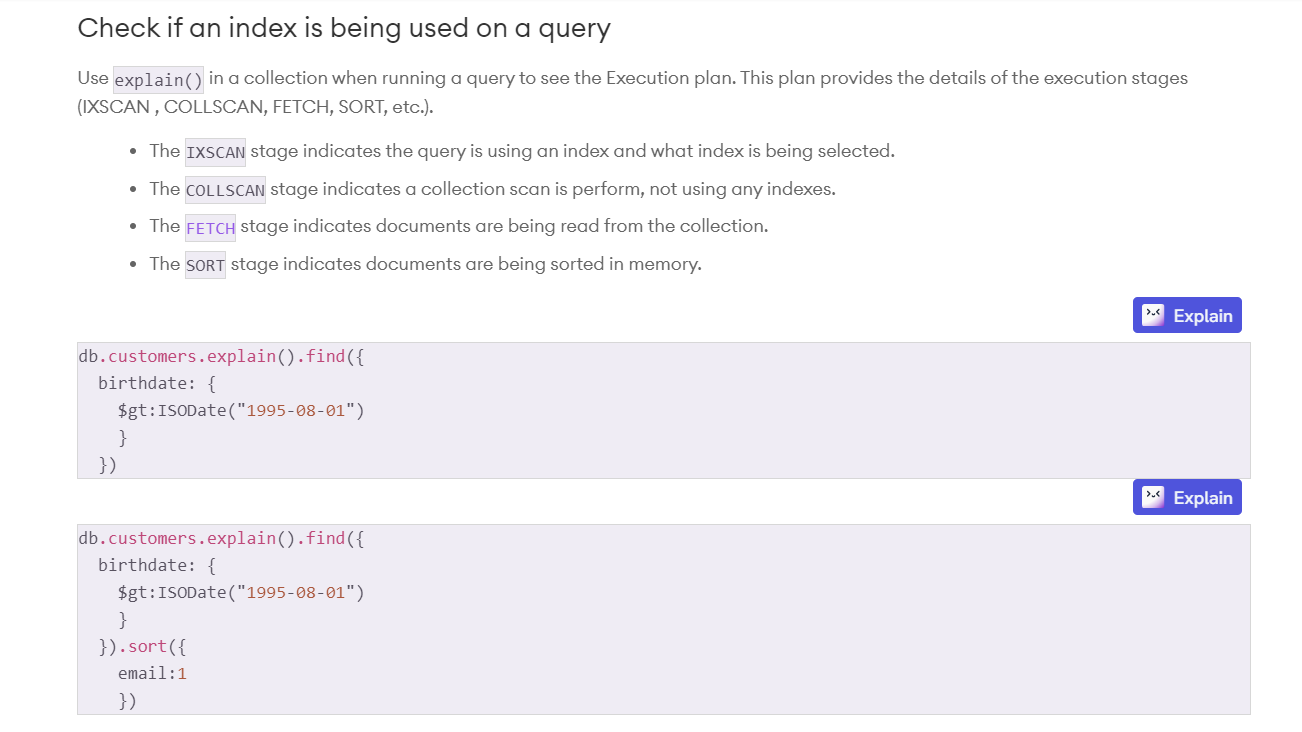 Check if an index is being used on a query
Use explain() in a collection when running a query to see the Execution plan. This plan provides the details of the execution stages
(IXSCAN , COLLSCAN, FETCH, SORT, etc.).
• The IXSCAN stage indicates the query is using an index and what index is being selected.
• The COLLSCAN stage indicates a collection scan is perform, not using any indexes.
• The FETCH stage indicates documents are being read from the collection.
• The SORT stage indicates documents are being sorted in memory.
Explain
db.customers.explain().find({
  birthdate: {
    $gt:ISODate("1995-08-01")
    }
  })
Explain
db.customers.explain().find({
  birthdate: {
    $gt:ISODate("1995-08-01")
    }
  }).sort({
    email:1
    })